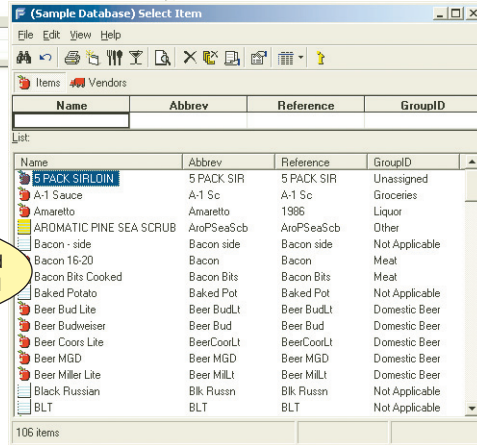 (Sample Database) Select Item
File Edit View Help
Items Vendors
Name Abbrev Reference GroupID
List:
Name Abbrev Reference GroupID
5 PACK SIRLOIN 5 PACK SIR 5 PACK SIR Unassigned
A-1 Sauce A-1 Sc A-1 Sc Groceries
Amaretto Amaretto 1986 Liquor
AROMATIC PINE SEA SCRUB AroPSeaScb AroPSeaScb Other
Bacon - side Bacon side Bacon side Not Applicable
Bacon 16-20 Bacon Bacon Meat
Bacon Bits Cooked Bacon Bits Bacon Bits Meat
Baked Potato Baked Pot Baked Pot Not Applicable
Beer Bud Lite Beer BudLt Beer BudLt Domestic Beer
Beer Budweiser Beer Bud Beer Bud Domestic Beer
Beer Coors Lite BeerCoorLt BeerCoorLt Domestic Beer
Beer MGD Beer MGD Beer MGD Domestic Beer
Beer Miller Lite Beer MilLt Beer MilLt Domestic Beer
Black Russian Blk Russn Blk Russn Not Applicable
BLT BLT BLT Not Applicable
106 items